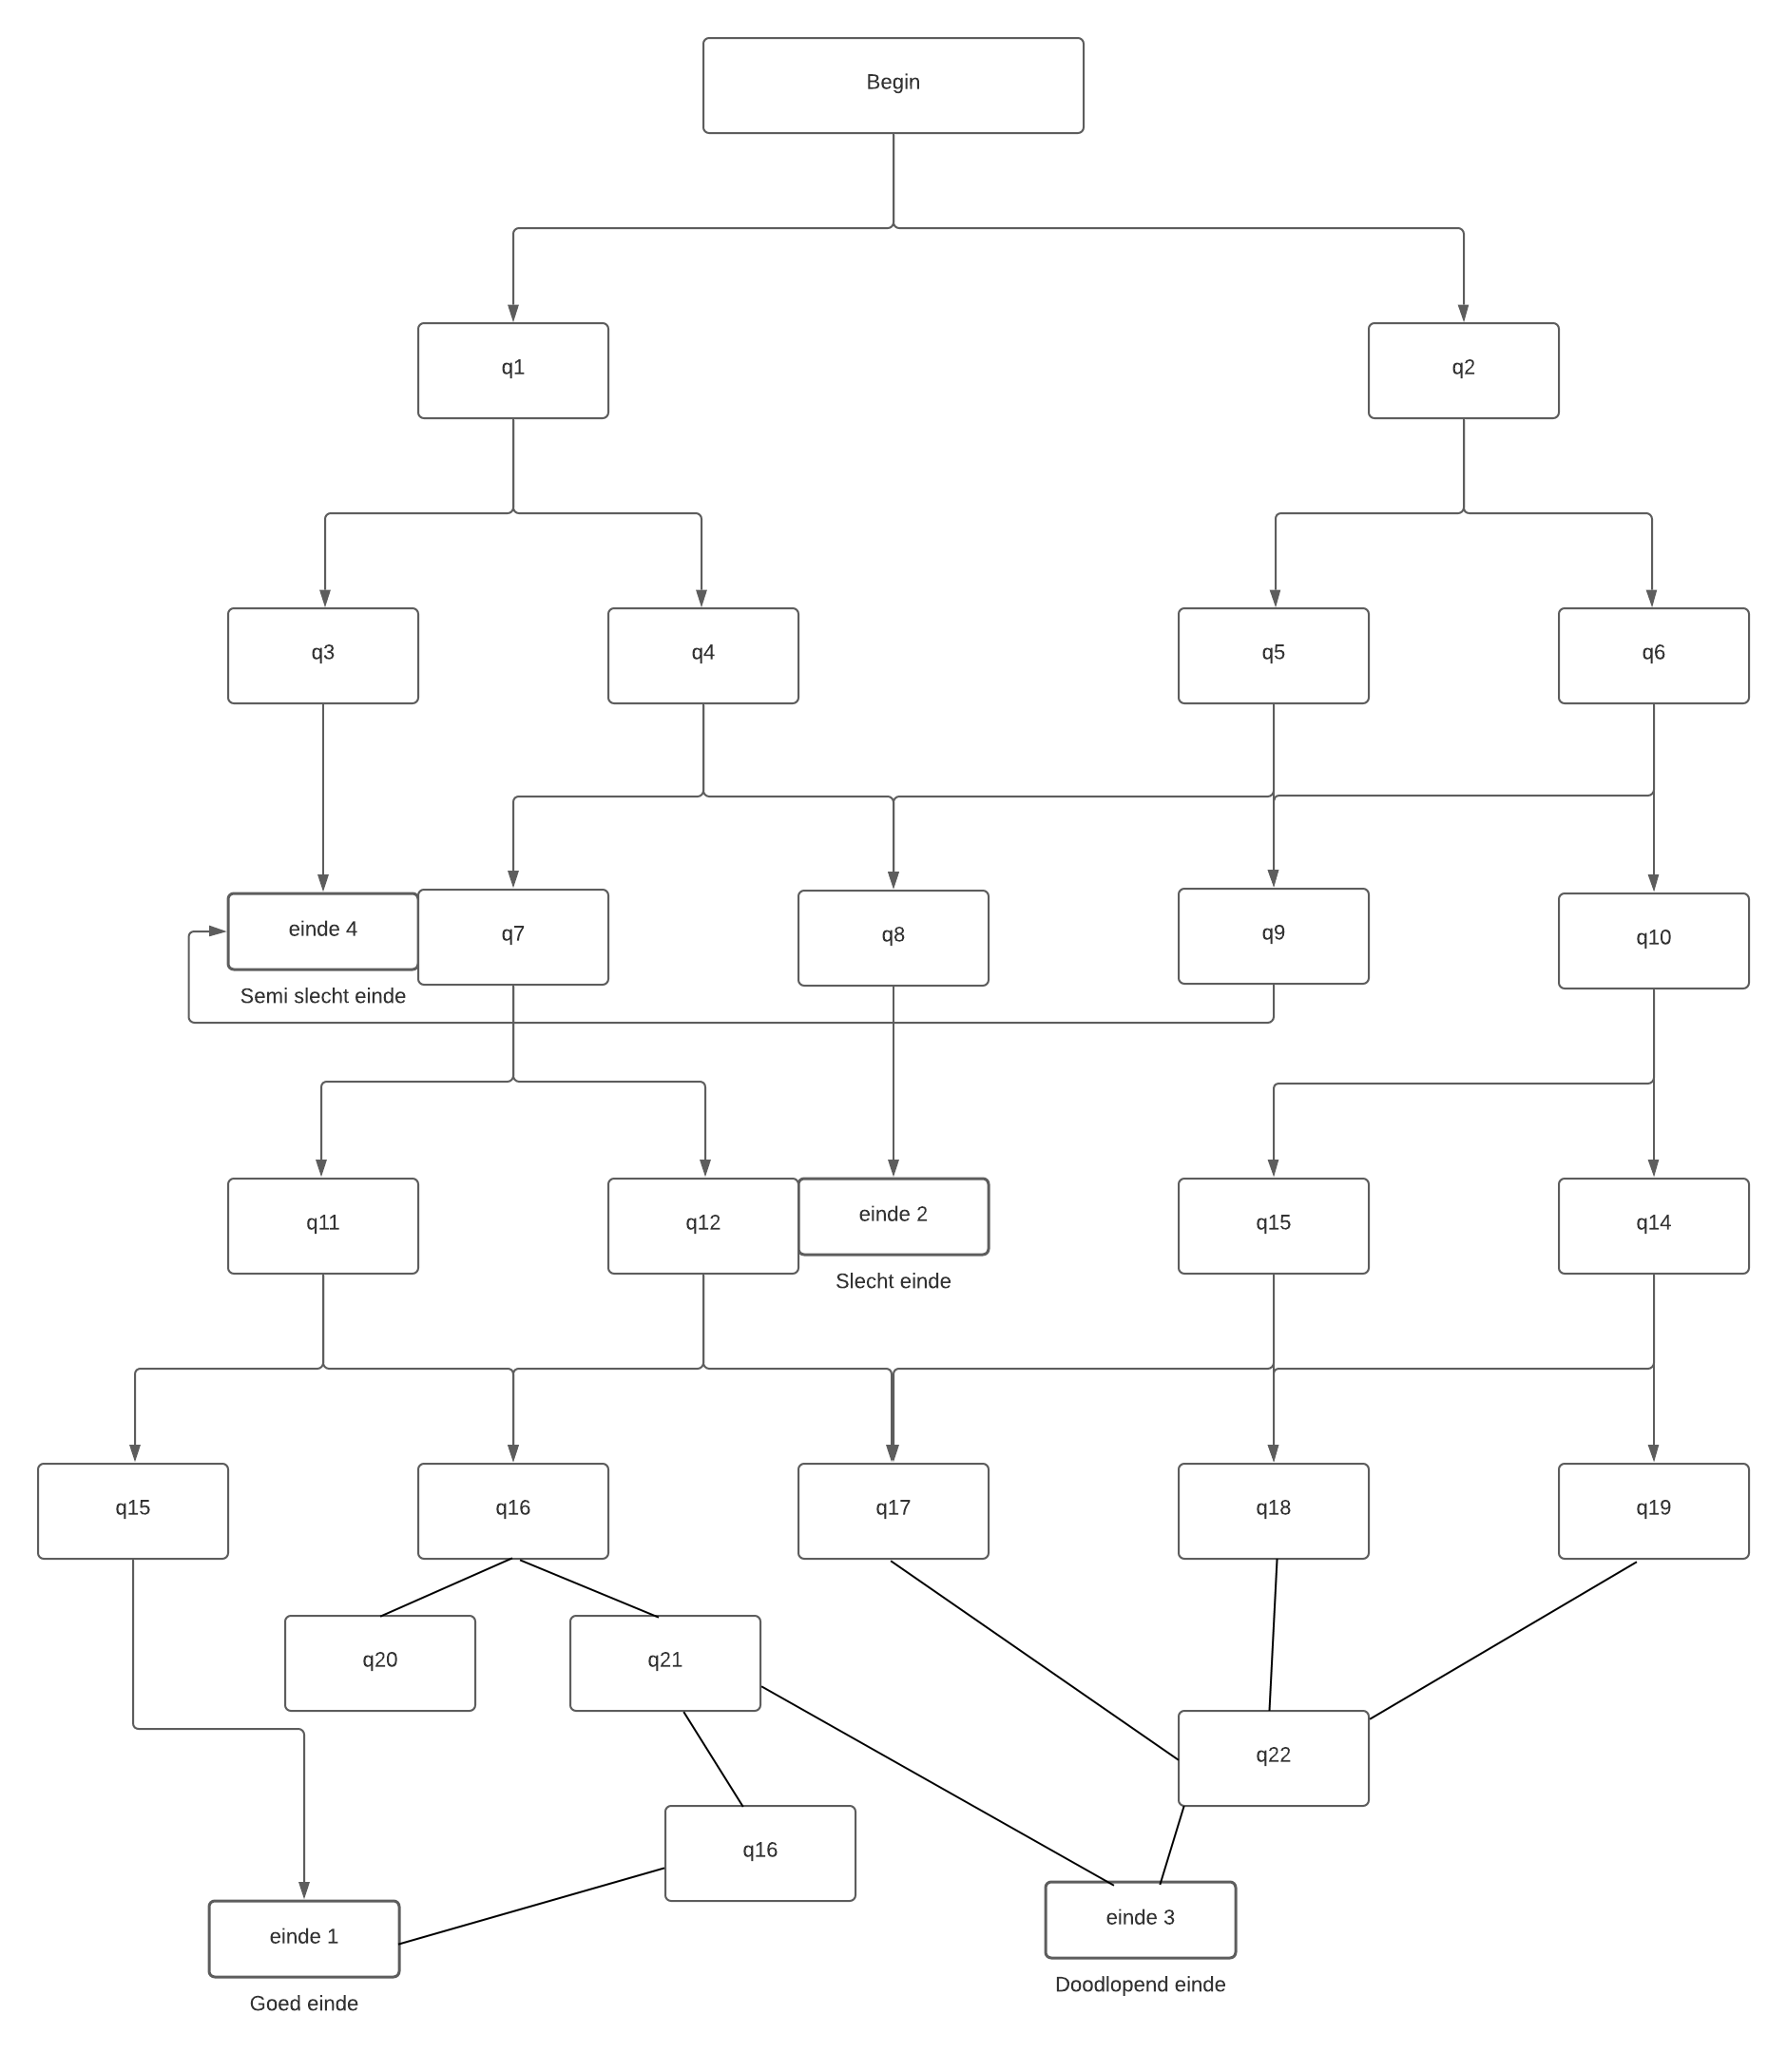 Begin
q1
q2
q3
q4
q5
q6
einde 4
q7
q8
q9
q10
Semi slecht einde
q11
q12
einde 2
q15
q14
Slecht einde
q15
q16
q17
q18
q19
q20
q21
q22
q16
einde 3
einde 1
Doodlopend einde
Goed einde